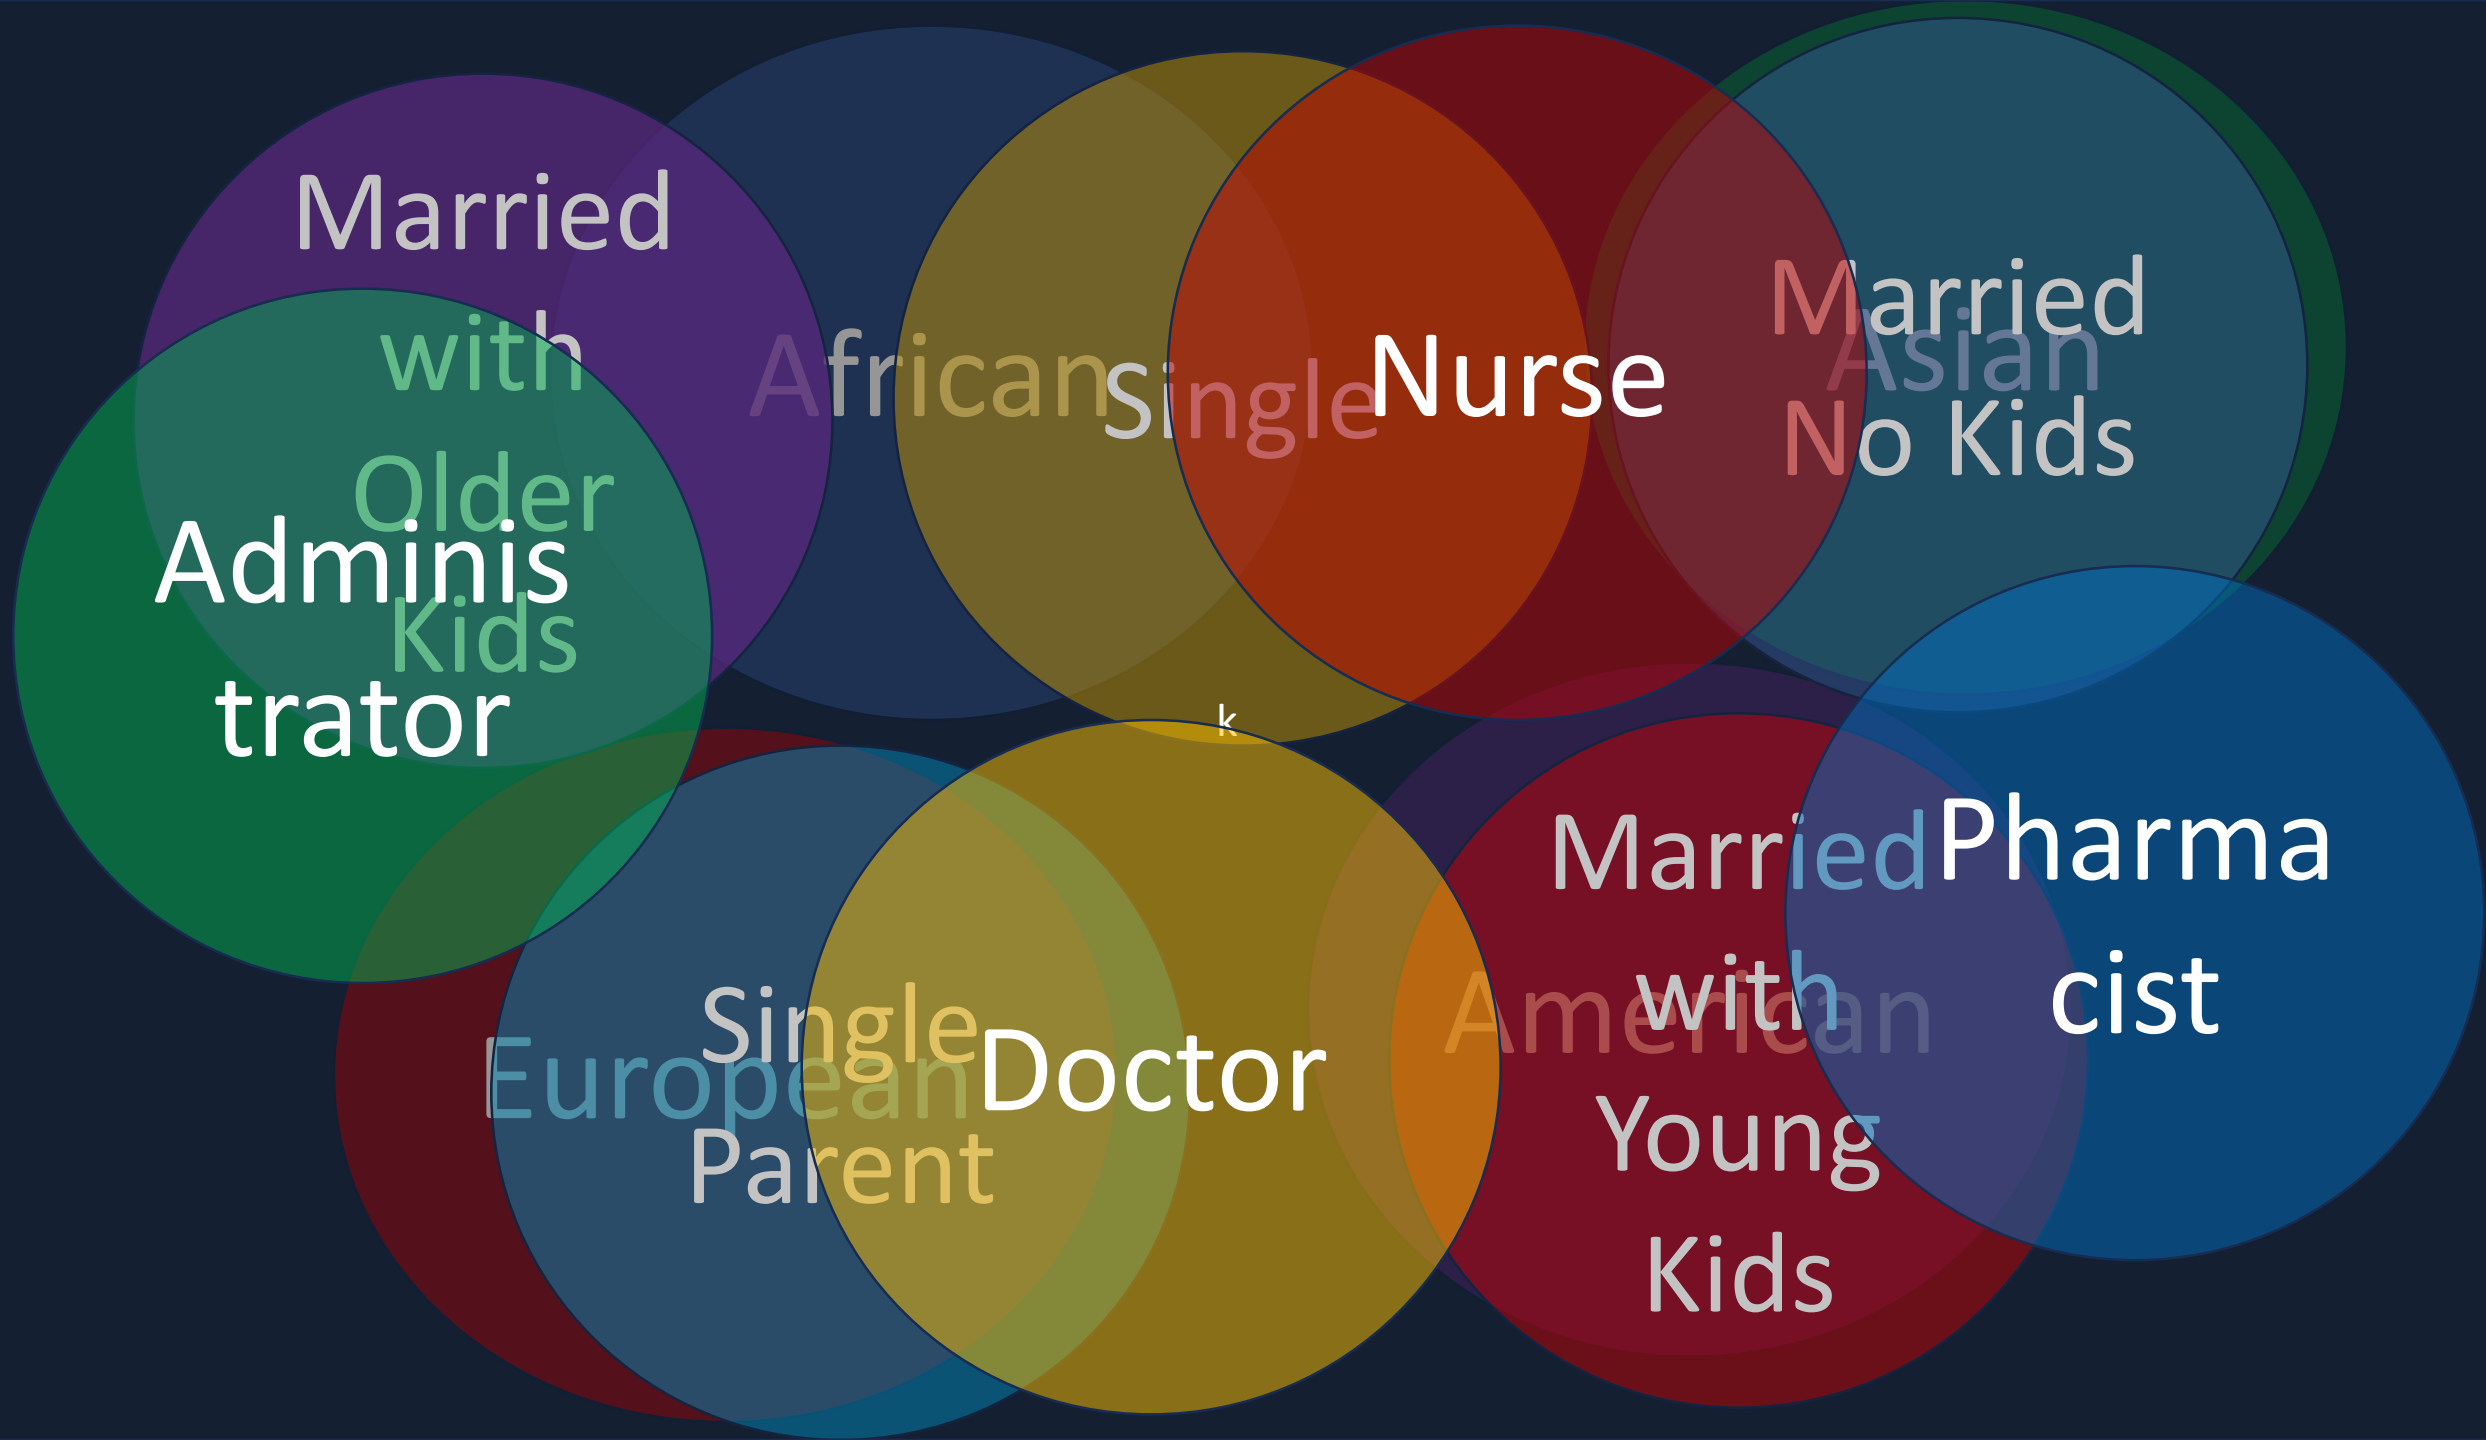 Married
with
Older
Kids
Adminis
trator
African
Single
Nurse
Married
No Kids
Asian
k
European
Single
Parent
Doctor
American
Married
with
Young
Kids
Pharma
cist